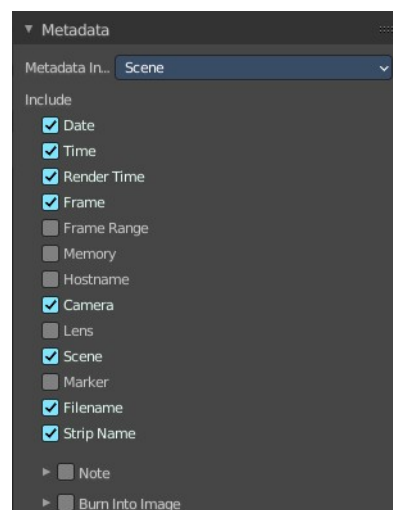 Metadata
Metadata In... Scene
Include
Date
Time
Render Time
Frame
Frame Range
Memory
Hostname
Camera
Lens
Scene
Marker
Filename
Strip Name
Note
Burn Into Image